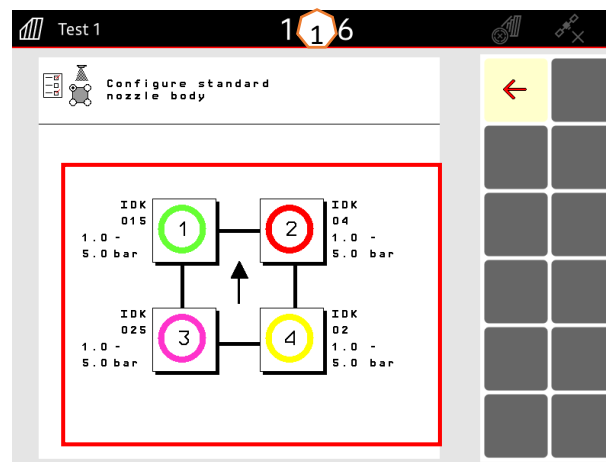 Test 1
1 1 6
Configure standard
nozzle body
IDK
015
1.0 -
5.0 bar
1
2
IDK
04
1.0 -
5.0 bar
IDK
025
1.0 -
5.0 bar
3
4
IDK
02
1.0 -
5.0 bar